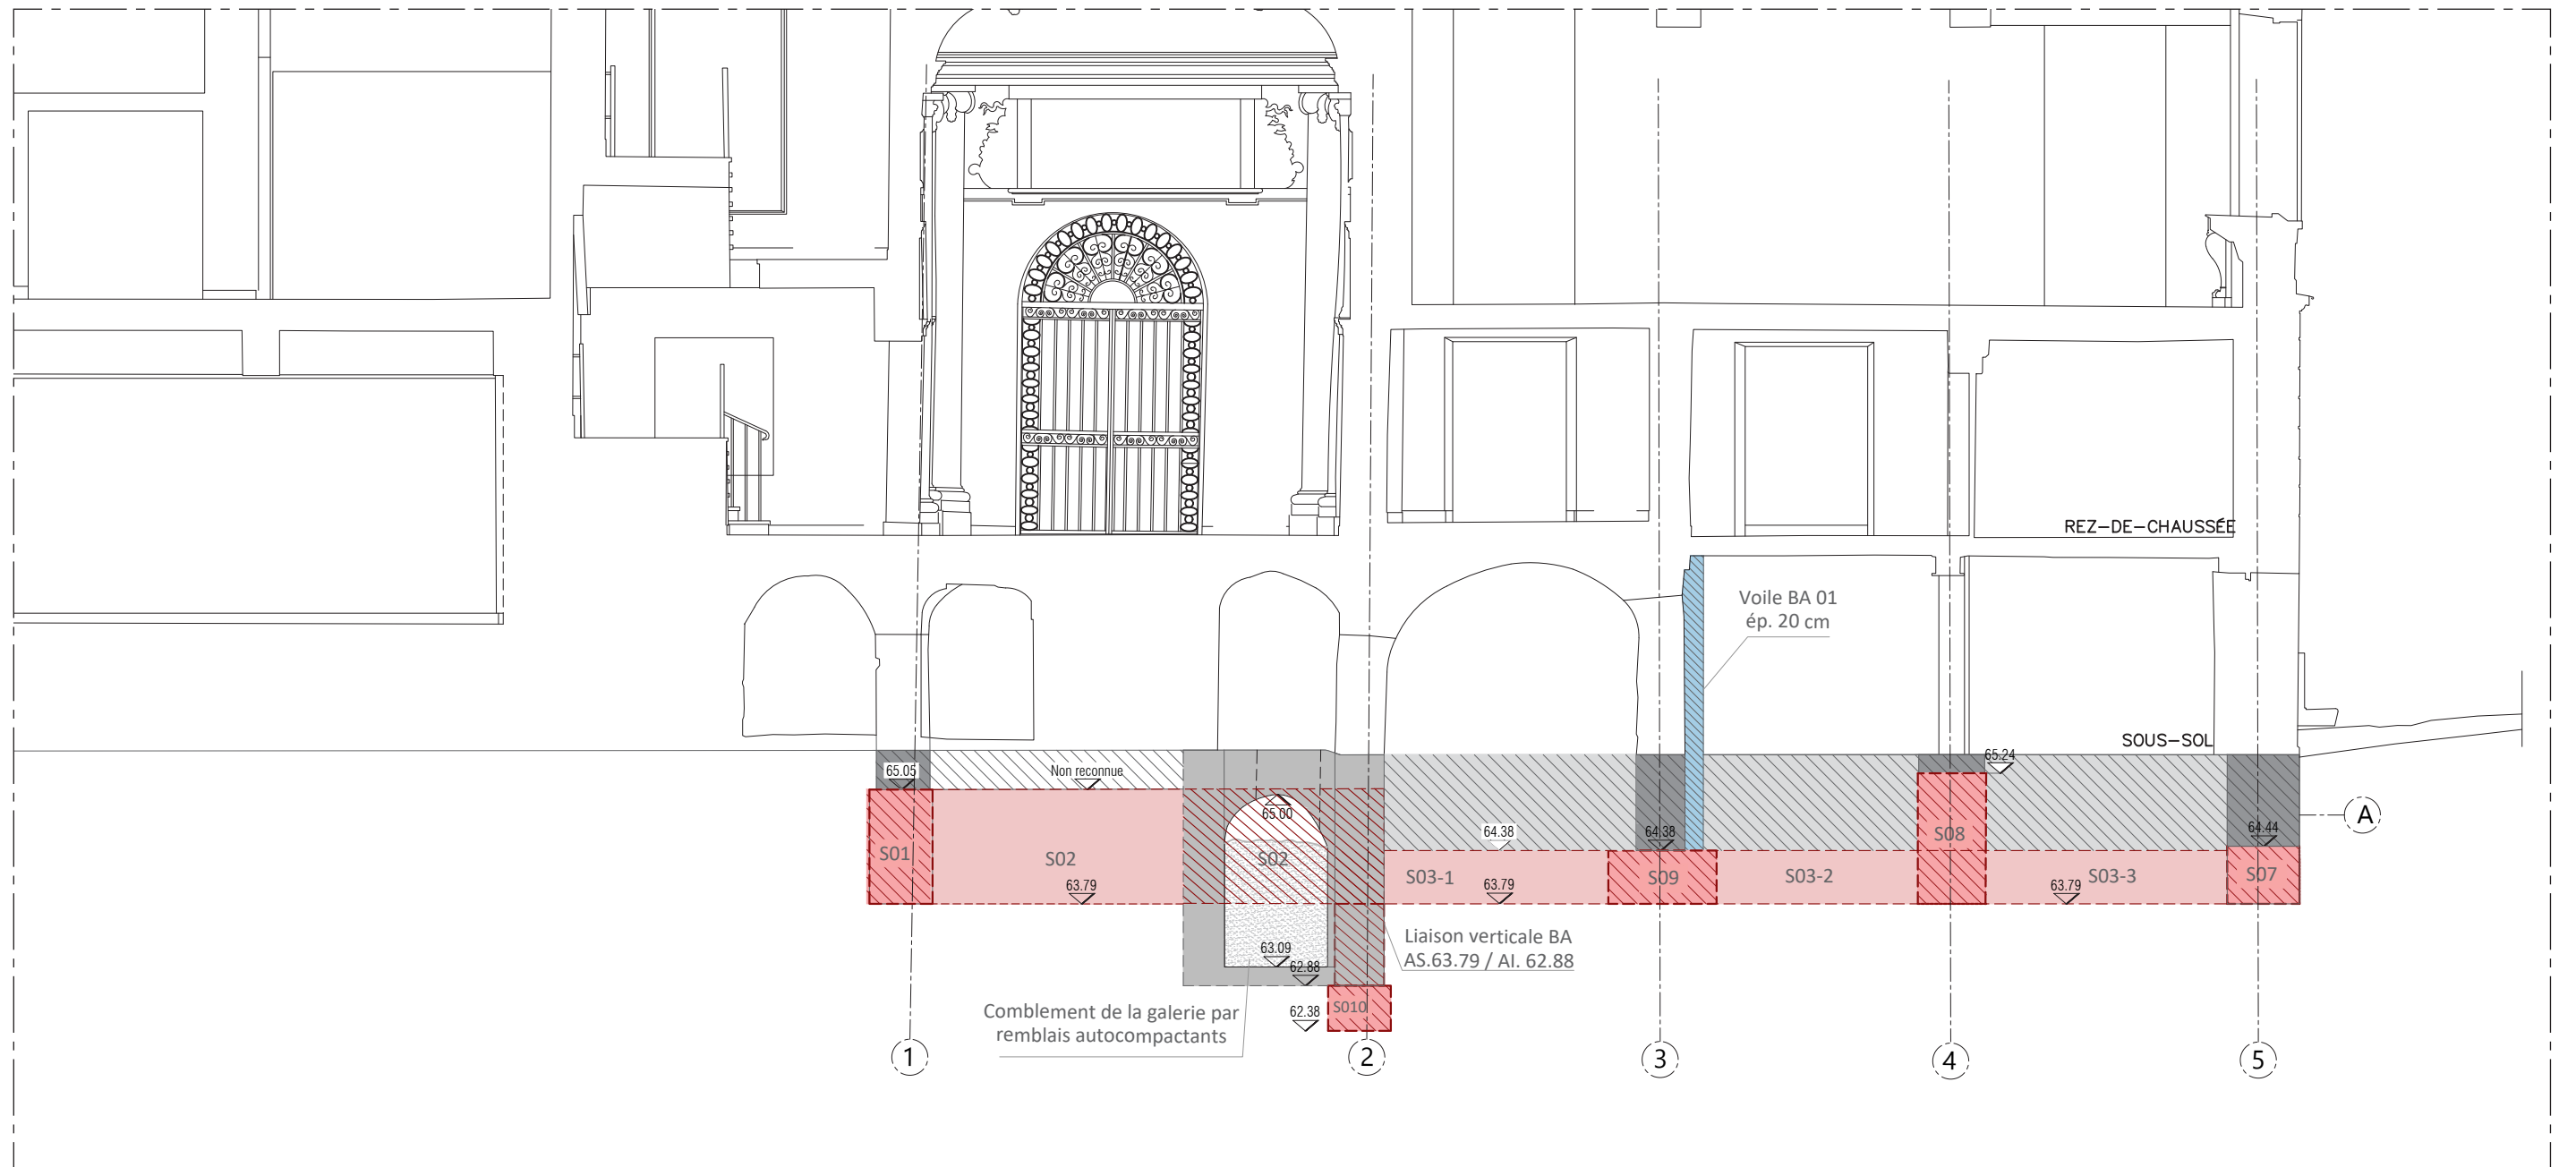 REZ-DE-CHAUSSÉE
Voile BA 01
ép. 20 cm
SOUS-SOL
65.05
Non reconnue
65.24
65.00
64.38
64.38
64.44
A
S01
S02
S02
S03-1
S09
S03-2
S08
S03-3
S07
63.79
63.79
63.79
Liaison verticale BA
AS.63.79 / AI. 62.88
63.09
62.88
S010
62.38
Comblement de la galerie par
remblais autocompactants
1
2
3
4
5